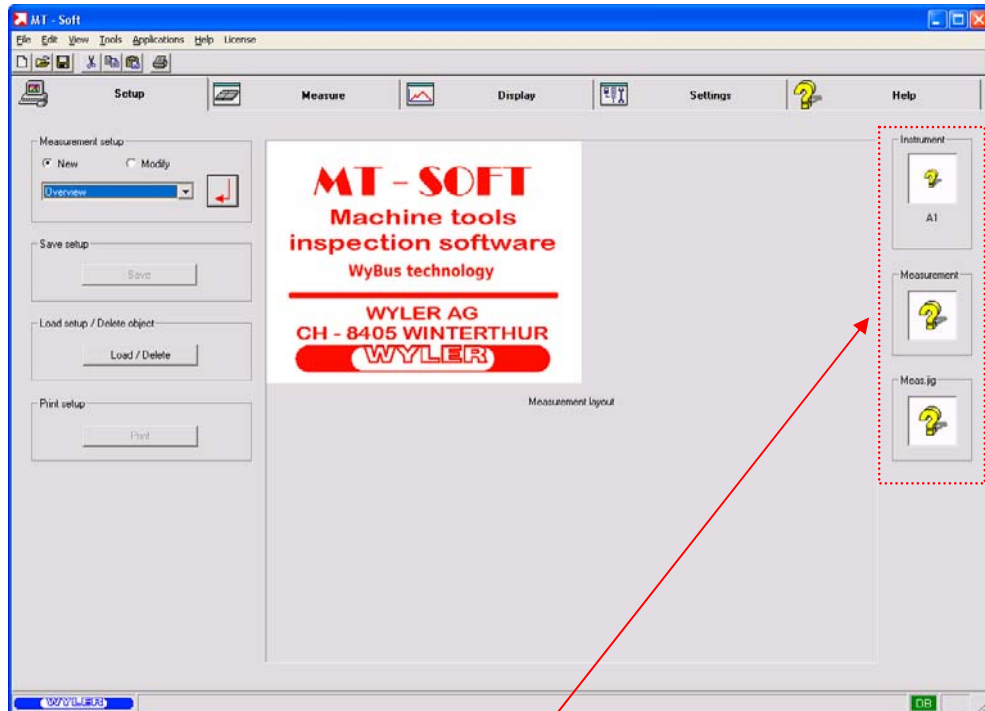 MT - Soft
File Edit View Tools Applications Help License
Setup Measure Display Settings Help
Measurement setup
New Modify
Overview
Save setup
Save
Load setup / Delete object
Load / Delete
Print setup
Print
MT - SOFT
Machine tools
inspection software
WyBus technology
WYLER AG
CH - 8405 WINTERTHUR
WYLER
Measurement layout
Instrument
A1
Measurement
Meas.jig
WYLER
DB